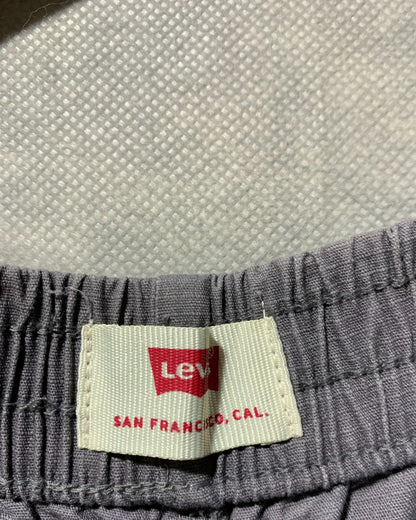 Levi's
SAN FRANCISCO, CAL.